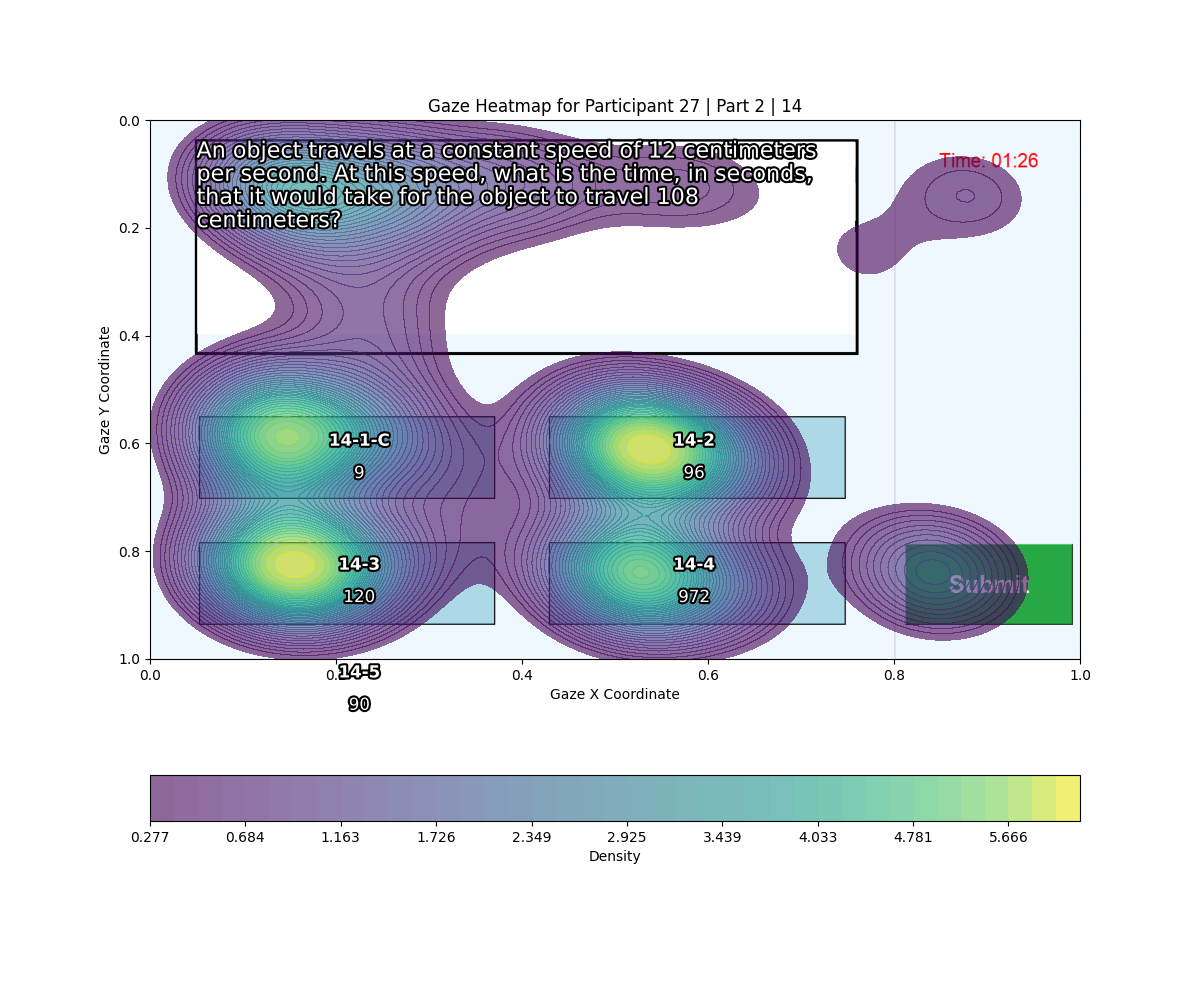 Gaze Heatmap for Participant 27 | Part 2 | 14
0.0
0.2
0.4
0.6
0.8
1.0
Gaze Y Coordinate
An object travels at a constant speed of 12 centimeters
per second. At this speed, what is the time, in seconds,
that it would take for the object to travel 108
centimeters?
Time: 01:26
14-1-C
9
14-2
96
14-3
120
14-4
972
Submit
14-5
90
0.0
0.4
0.6
0.8
1.0
Gaze X Coordinate
0.277
0.684
1.163
1.726
2.349
2.925
3.439
4.033
4.781
5.666
Density